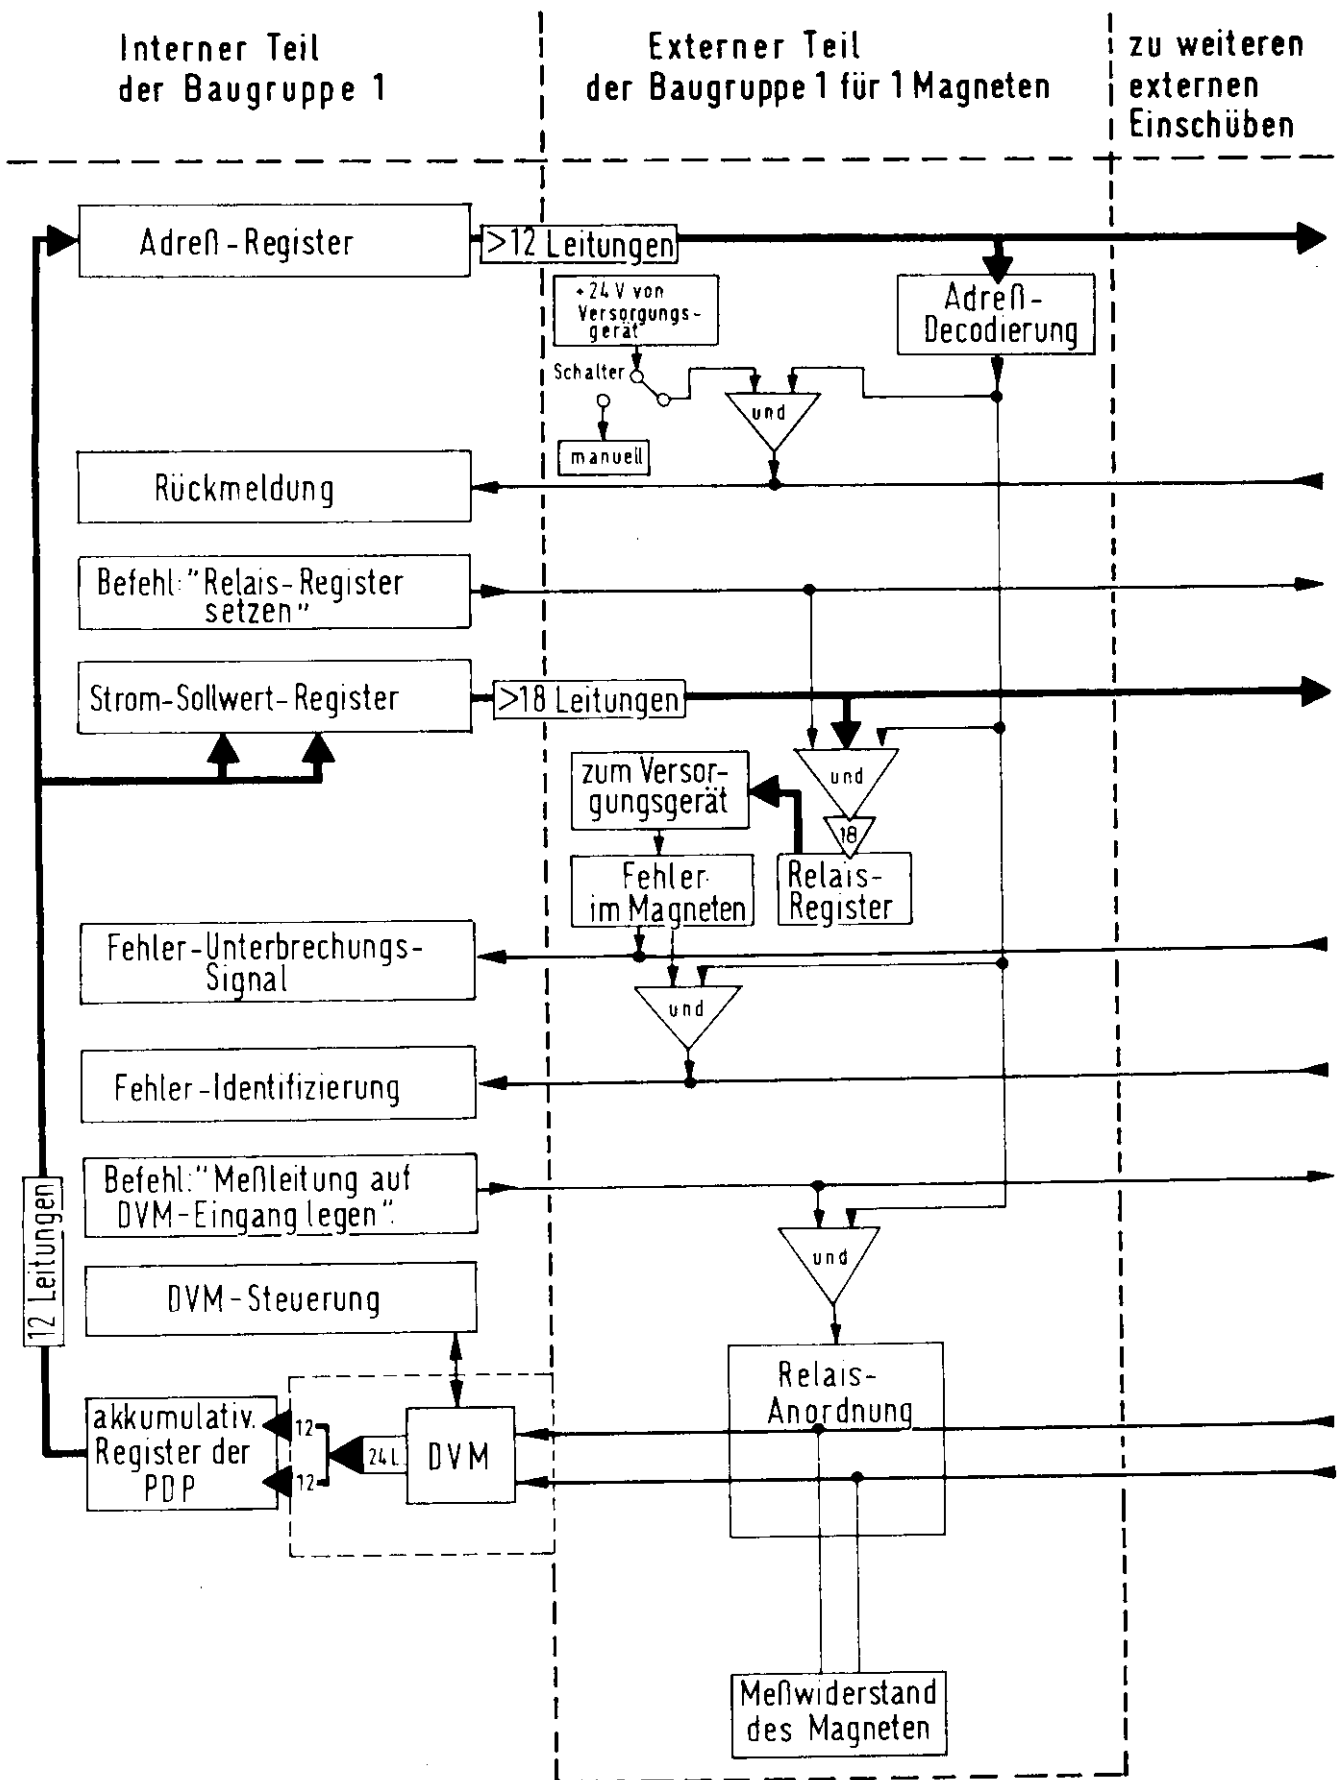 Interner Teil
der Baugruppe 1
Externer Teil
der Baugruppe 1 für 1 Magneten
zu weiteren
externen
Einschüben
Adreß-Register
>12 Leitungen
+24V von
Versorgungs-
gerät
Adreß-
Decodierung
Schalter
und
manuell
Rückmeldung
Befehl:"Relais-Register
setzen"
Strom-Sollwert-Register
>18 Leitungen
zum Versor-
gungsgerät
und
18
Fehler
im Magneten
Relais-
Register
Fehler-Unterbrechungs-
Signal
und
Fehler-Identifizierung
Befehl:"Meßleitung auf
DVM-Eingang legen".
und
12 Leitungen
DVM-Steuerung
Relais-
Anordnung
akkumulativ.
Register der
PDP
12
12
24 L.
DVM
Meßwiderstand
des Magneten